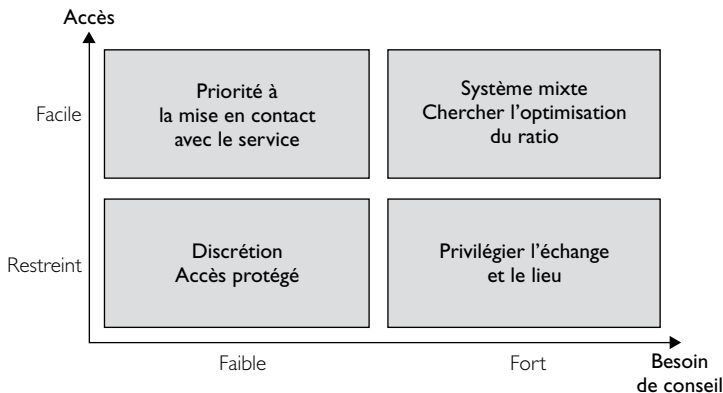 Accès
Facile
Priorité à
la mise en contact
avec le service
Système mixte
Chercher l’optimisation
du ratio
Restreint
Discrétion
Accès protégé
Privilégier l’échange
et le lieu
Faible
Fort
Besoin
de conseil